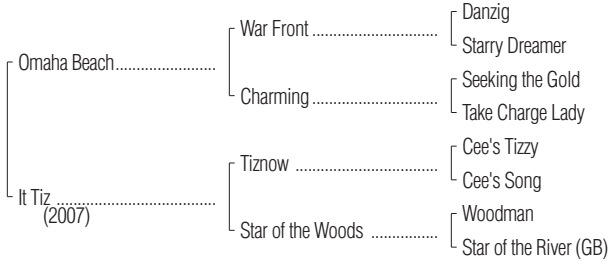 Danzig
War Front ..............................
Starry Dreamer
Omaha Beach........................
Seeking the Gold
Charming ..............................
Take Charge Lady
Cee's Tizzy
Tiznow ..................................
Cee's Song
It Tiz ......................................
(2007)
Woodman
Star of the Woods ................
Star of the River (GB)